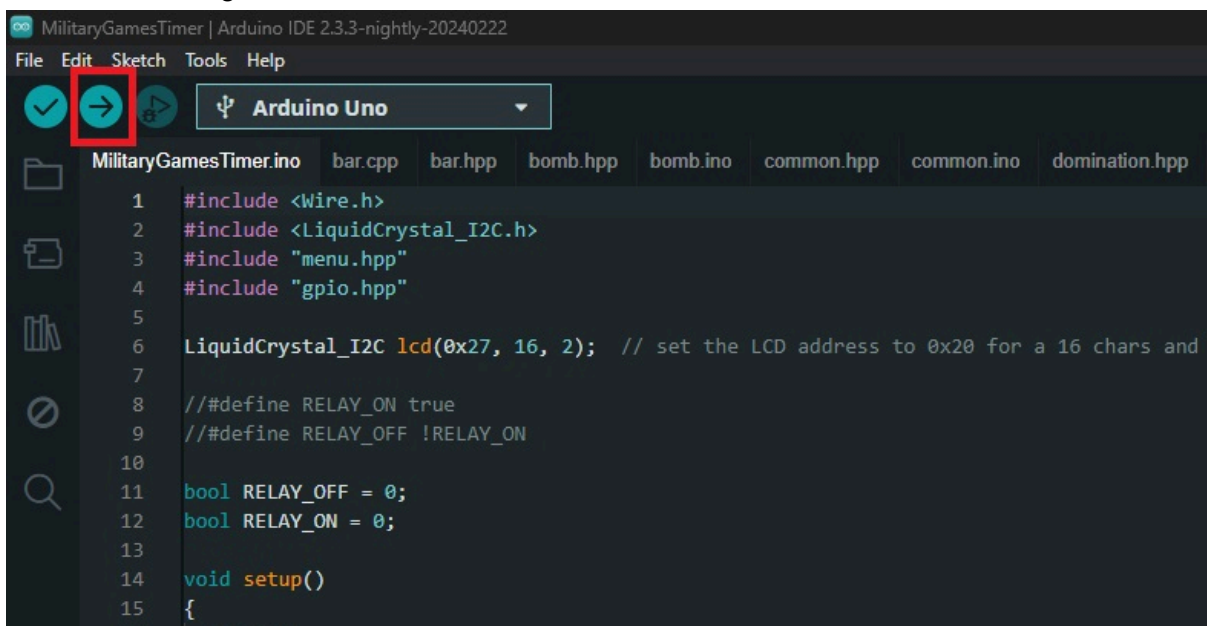 MilitaryGamesTimer | Arduino IDE 2.3.3-nightly-20240222
File Edit Sketch Tools Help
Arduino Uno
MilitaryGamesTimer.ino bar.cpp bar.hpp bomb.hpp bomb.ino common.hpp common.ino domination.hpp
1 #include <Wire.h>
2 #include <LiquidCrystal_I2C.h>
3 #include "menu.hpp"
4 #include "gpio.hpp"
5
6 LiquidCrystal_I2C lcd(0x27, 16, 2); // set the LCD address to 0x20 for a 16 chars and
7
8 //#define RELAY_ON true
9 //#define RELAY_OFF !RELAY_ON
10
11 bool RELAY_OFF = 0;
12 bool RELAY_ON = 0;
13
14 void setup()
15 {